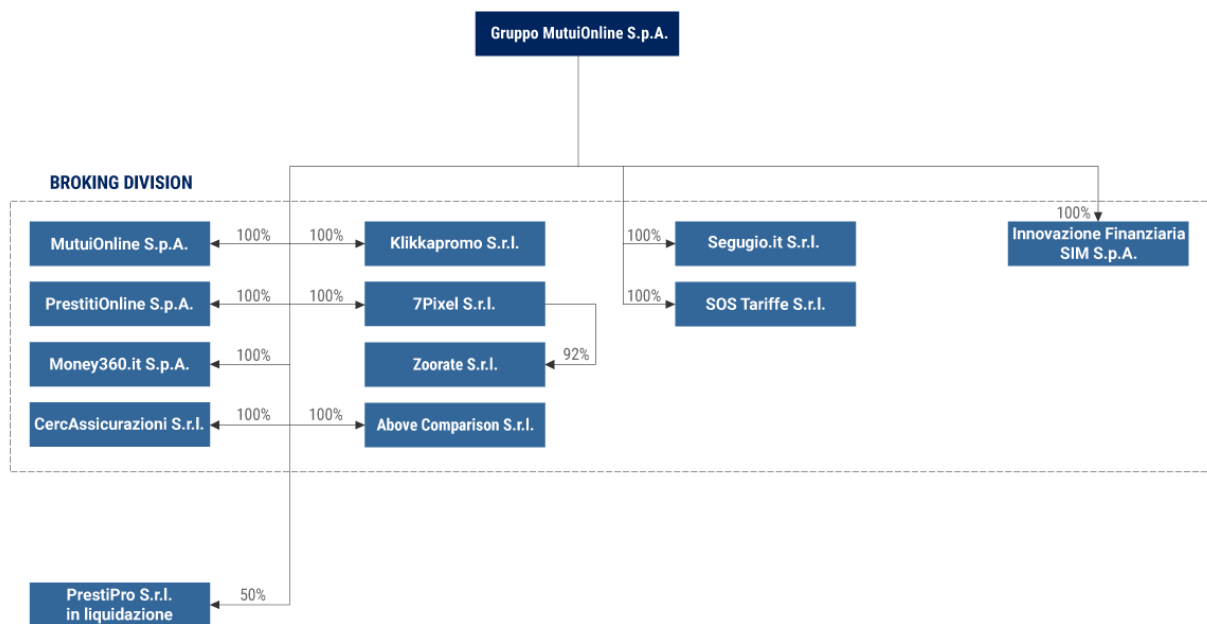 Gruppo MutuiOnline S.p.A.
BROKING DIVISION
100%
MutuiOnline S.p.A.
100%
100%
Klikkapromo S.r.l.
100%
Segugio.it S.r.l.
Innovazione Finanziaria
SIM S.p.A.
PrestitiOnline S.p.A.
100%
100%
7Pixel S.r.l.
100%
SOS Tariffe S.r.l.
Money360.it S.p.A.
100%
Zoorate S.r.l.
92%
CercAssicurazioni S.r.l.
100%
100%
Above Comparison S.r.l.
PrestiPro S.r.l.
in liquidazione
50%